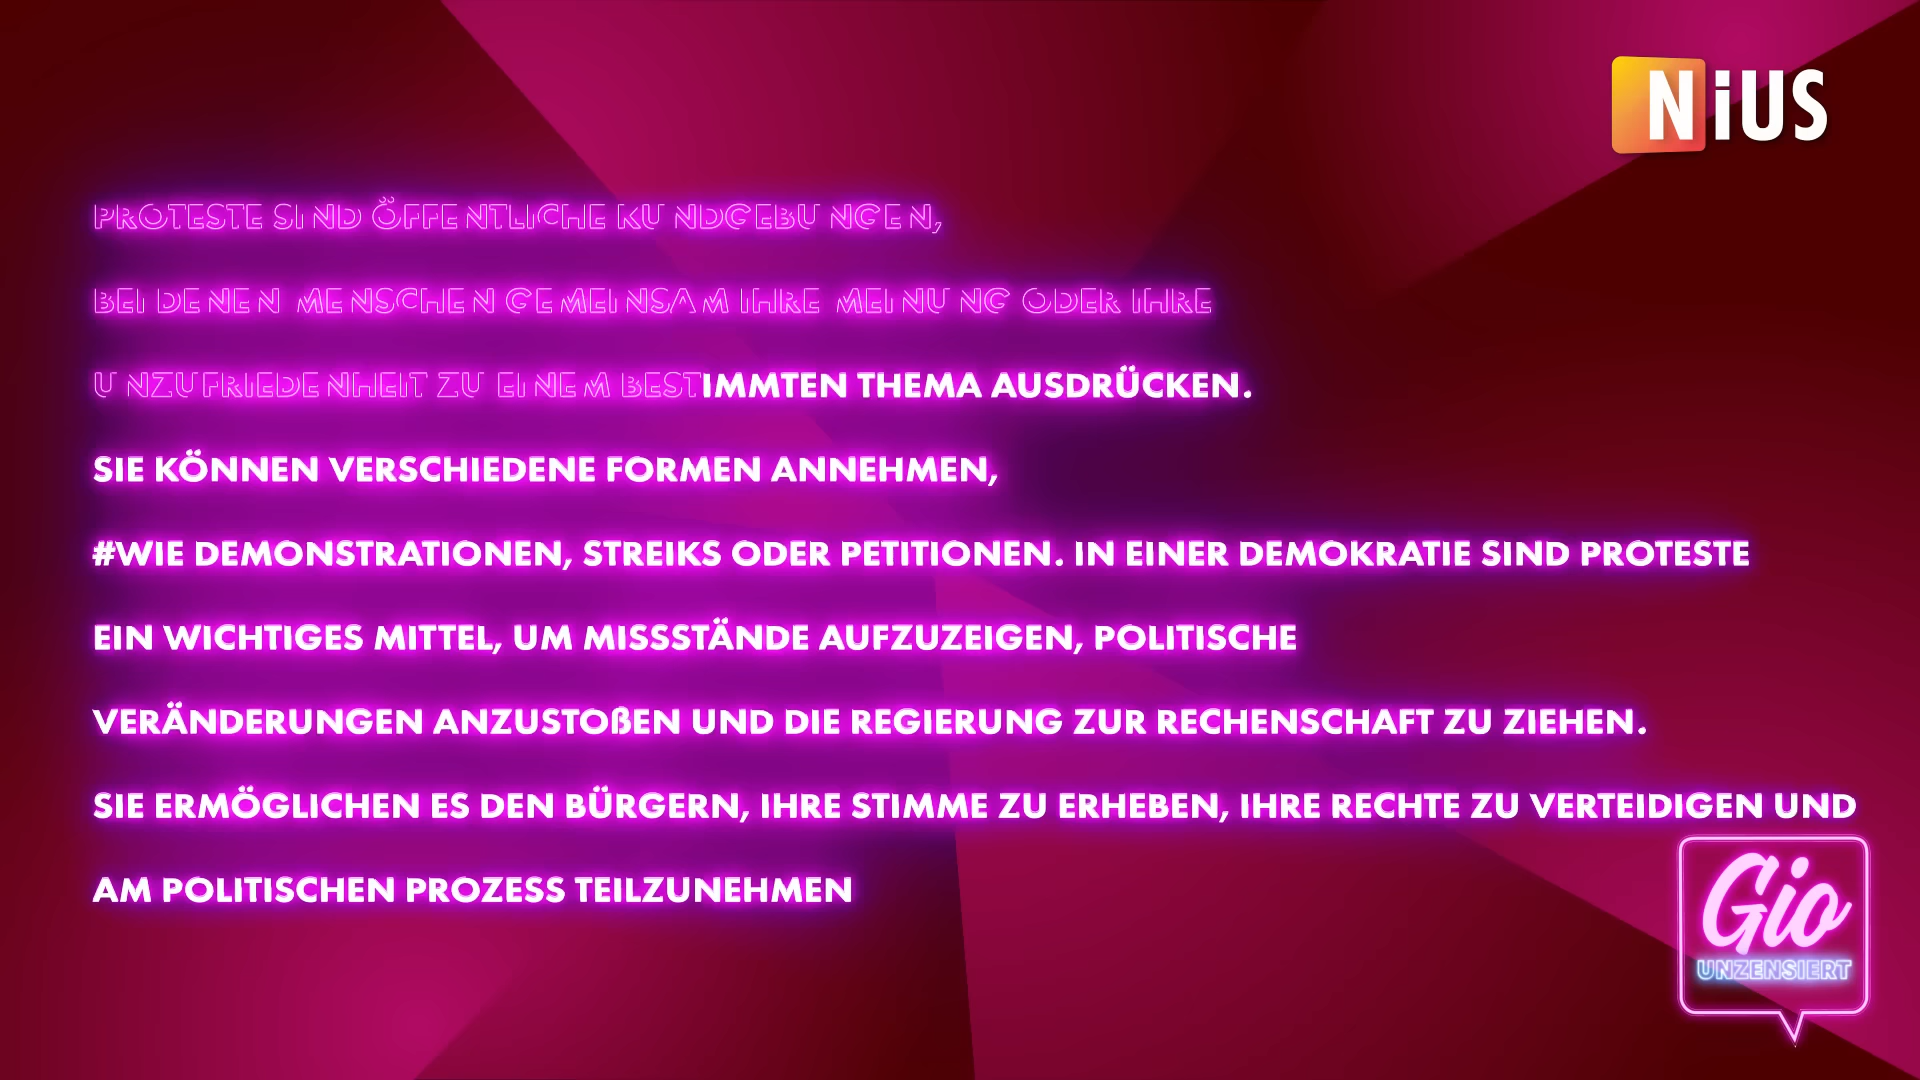 NiUS
PROTESTE SIND ÖFFENTLICHE KUNDGEBUNGEN,
BEI DENEN MENSCHEN GEMEINSAM IHRE MEINUNG ODER IHRE
UNZUFRIEDENHEIT ZU EINEM BESTIMMTEN THEMA AUSDRÜCKEN.
SIE KÖNNEN VERSCHIEDENE FORMEN ANNEHMEN,
#WIE DEMONSTRATIONEN, STREIKS ODER PETITIONEN. IN EINER DEMOKRATIE SIND PROTESTE
EIN WICHTIGES MITTEL, UM MISSSTÄNDE AUFZUZEIGEN, POLITISCHE
VERÄNDERUNGEN ANZUSTOßEN UND DIE REGIERUNG ZUR RECHENSCHAFT ZU ZIEHEN.
SIE ERMÖGLICHEN ES DEN BÜRGERN, IHRE STIMME ZU ERHEBEN, IHRE RECHTE ZU VERTEIDIGEN UND
AM POLITISCHEN PROZESS TEILZUNEHMEN
Gio
UNZENSIERT